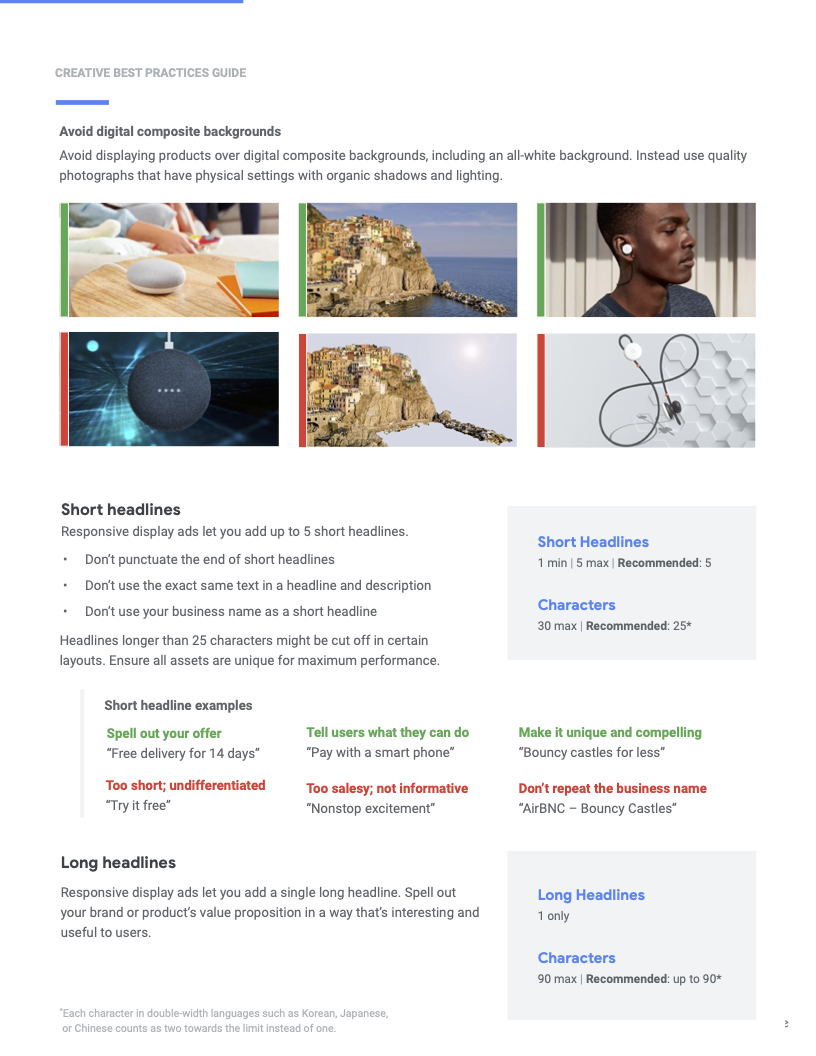 CREATIVE BEST PRACTICES GUIDE
Avoid digital composite backgrounds
Avoid displaying products over digital composite backgrounds, including an all-white background. Instead use quality
photographs that have physical settings with organic shadows and lighting.
Short headlines
Responsive display ads let you add up to 5 short headlines.
• Don’t punctuate the end of short headlines
• Don’t use the exact same text in a headline and description
• Don’t use your business name as a short headline
Headlines longer than 25 characters might be cut off in certain
layouts. Ensure all assets are unique for maximum performance.
Short Headlines
1 min | 5 max | Recommended: 5
Characters
30 max | Recommended: 25*
Short headline examples
Spell out your offer
“Free delivery for 14 days”
Tell users what they can do
“Pay with a smart phone”
Make it unique and compelling
“Bouncy castles for less”
Too short; undifferentiated
“Try it free”
Too salesy; not informative
“Nonstop excitement”
Don’t repeat the business name
“AirBNC – Bouncy Castles”
Long headlines
Responsive display ads let you add a single long headline. Spell out
your brand or product’s value proposition in a way that’s interesting and
useful to users.
Long Headlines
1 only
Characters
90 max | Recommended: up to 90*
*Each character in double-width languages such as Korean, Japanese,
or Chinese counts as two towards the limit instead of one.